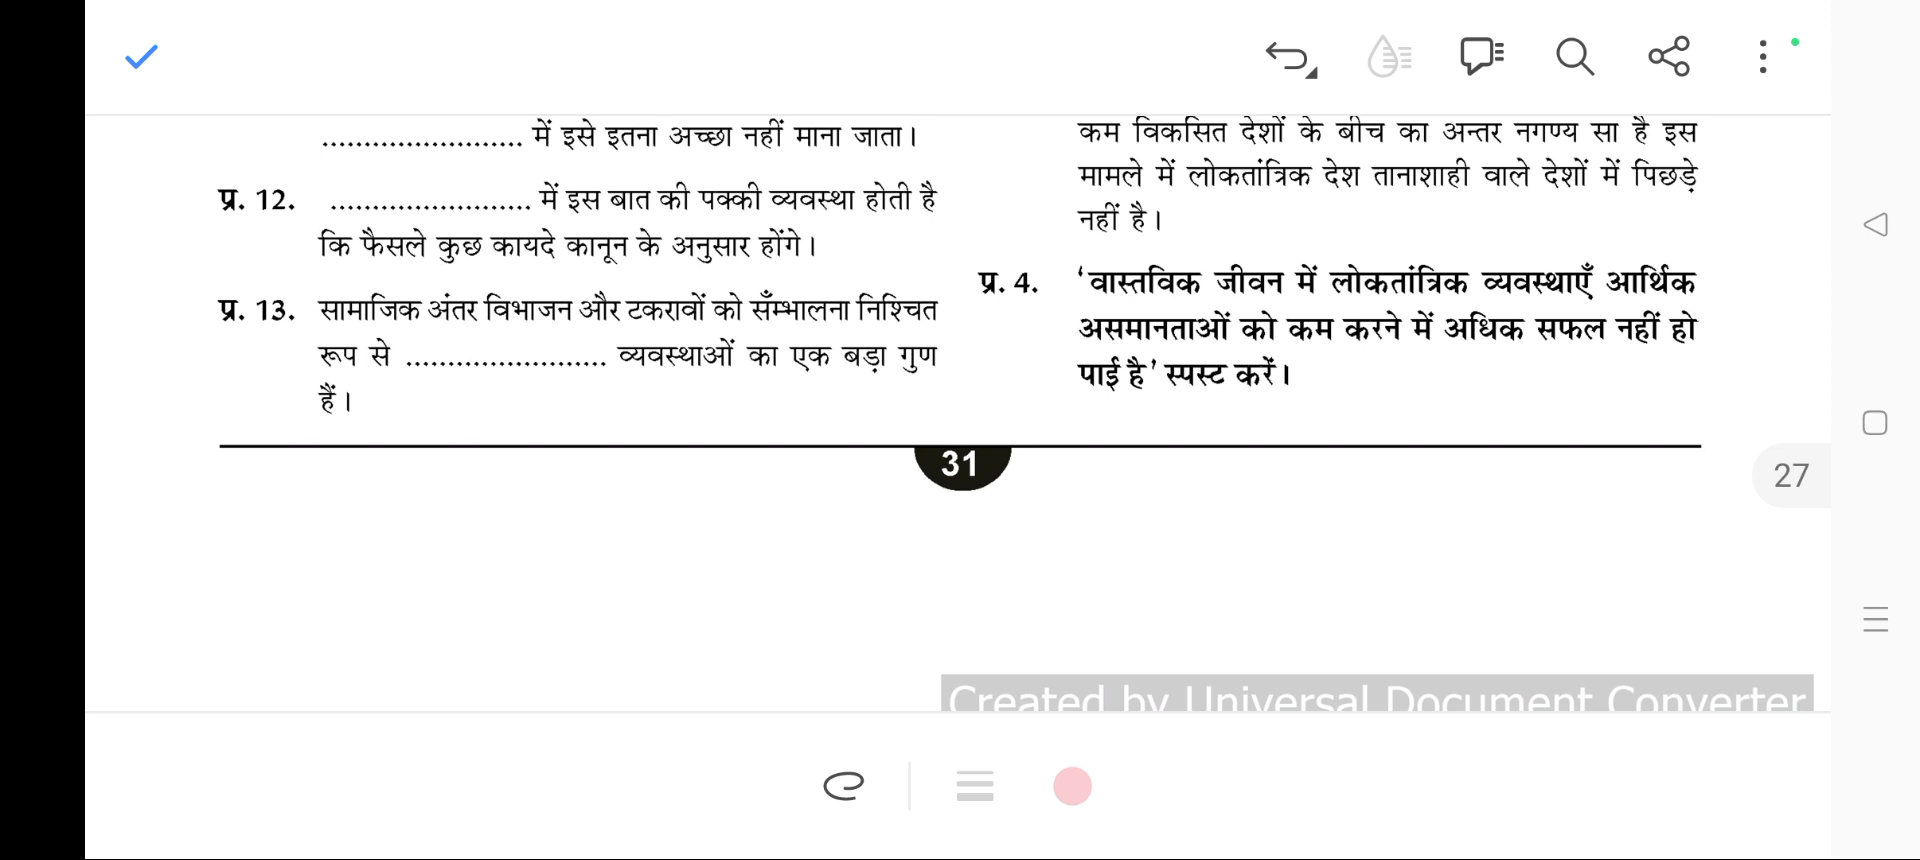 ........................ में इसे इतना अच्छा नहीं माना जाता।
प्र. 12. ........................ में इस बात की पक्की व्यवस्था होती है
कि फैसले कुछ कायदे कानून के अनुसार होंगे।
प्र. 13. सामाजिक अंतर विभाजन और टकरावों को सँम्भालना निश्चित
रूप से ........................ व्यवस्थाओं का एक बड़ा गुण
हैं।
कम विकसित देशों के बीच का अन्तर नगण्य सा है इस
मामले में लोकतांत्रिक देश तानाशाही वाले देशों में पिछड़े
नहीं है।
प्र. 4. 'वास्तविक जीवन में लोकतांत्रिक व्यवस्थाएँ आर्थिक
असमानताओं को कम करने में अधिक सफल नहीं हो
पाई है' स्पस्ट करें।
31
27
Created by Universal Document Converter